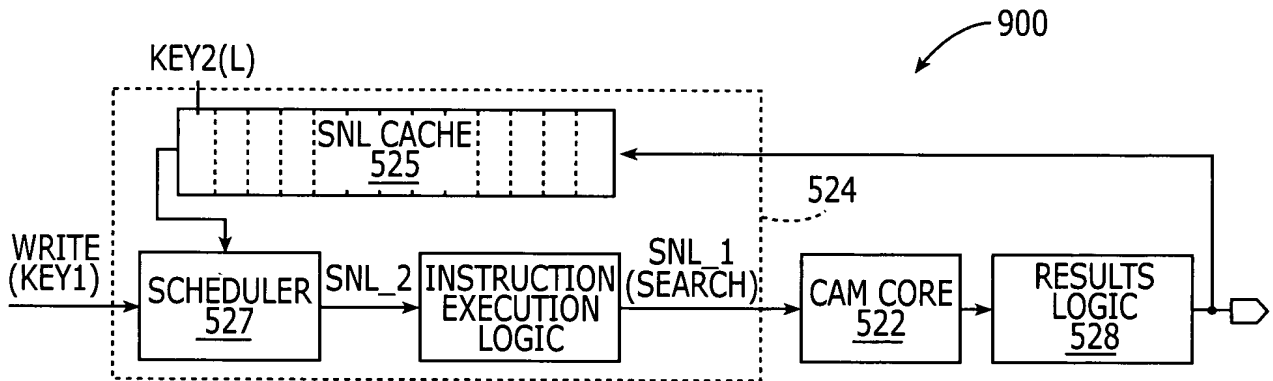 900
KEY2(L)
SNL CACHE
525
524
WRITE
(KEY1)
SCHEDULER
527
SNL_2
INSTRUCTION
EXECUTION
LOGIC
SNL_1
(SEARCH)
CAM CORE
522
RESULTS
LOGIC
528